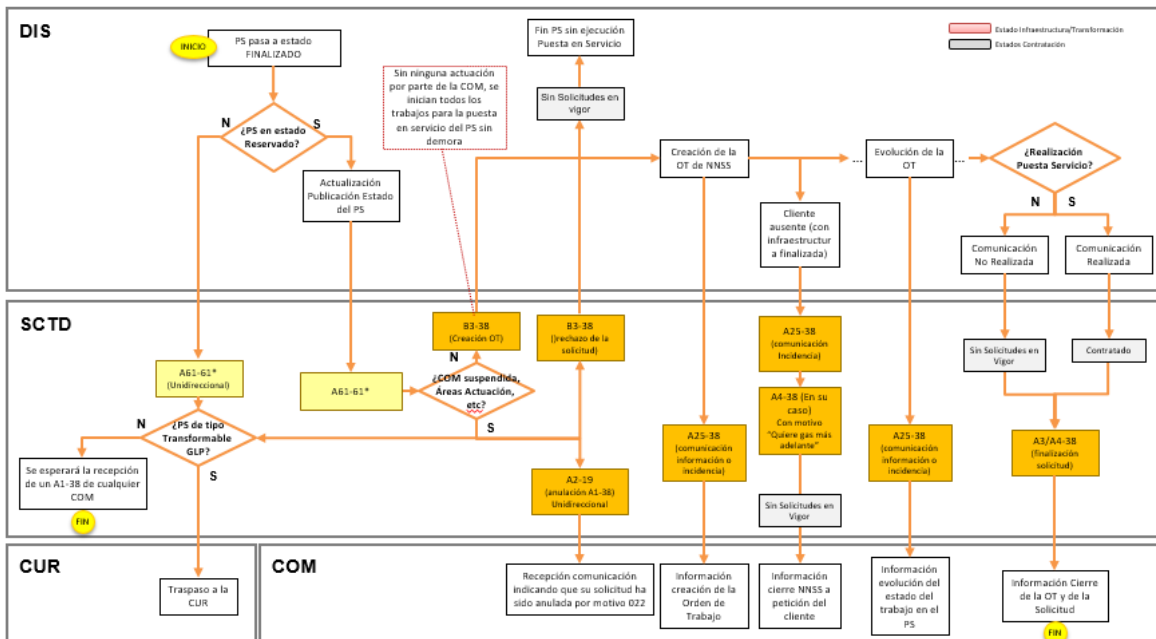 DIS
INICIO
PS pasa a estado
FINALIZADO
Fin PS sin ejecución
Puesta en Servicio
Estado Infraestructura/Transformación
Estados Contratación
Sin ninguna actuación
por parte de la COM, se
inician todos los
trabajos para la puesta
en servicio del PS sin
demora
Sin Solicitudes en
vigor
N
¿PS en estado
Reservado?
S
Actualización
Publicación Estado
del PS
Creación de la
OT de NNSS
...
Evolución de la
OT
...
¿Realización
Puesta Servicio?
N
S
Cliente
ausente (con
infraestructur
a finalizada)
Comunicación
No Realizada
Comunicación
Realizada
SCTD
B3-38
(Creación OT)
B3-38
()rechazo de la
solicitud)
A25-38
(comunicación
Incidencia)
Sin Solicitudes en
Vigor
Contratado
A61-61*
(Unidireccional)
A61-61*
N
¿COM suspendida,
Áreas Actuación,
etc?
S
A4-38 (En su
caso)
Con motivo
"Quiere gas más
adelante"
N
¿PS de tipo
Transformable
GLP?
S
A25-38
(comunicación
información o
incidencia)
A25-38
(comunicación
información o
incidencia)
A3/A4-38
(finalización
solicitud)
Se esperará la recepción
de un A1-38 de cualquier
COM
FIN
A2-19
(anulación A1-38)
Unidireccional
Sin Solicitudes en
Vigor
CUR
Traspaso a la
CUR
COM
Recepción comunicación
indicando que su solicitud ha
sido anulada por motivo 022
Información
creación de la
Orden de
Trabajo
Información
cierre NNSS a
petición del
cliente
Información
evolución del
estado del
trabajo en el
PS
Información Cierre
de la OT y de la
Solicitud
FIN